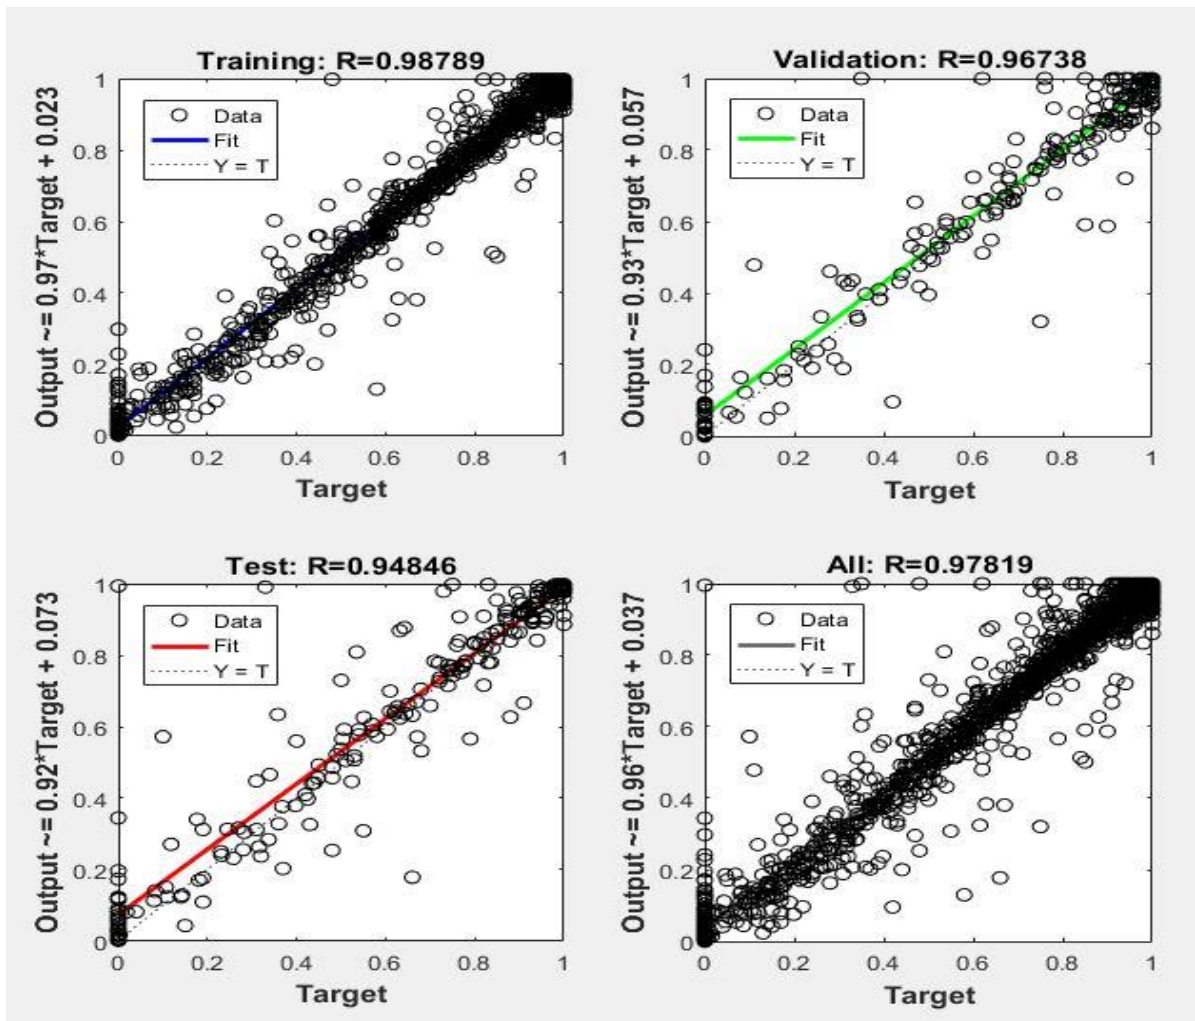 Training: R=0.98789
Output ~= 0.97*Target + 0.023
1
0.8
0.6
0.4
0.2
0
Data
Fit
Y = T
0 0.2 0.4 0.6 0.8 1
Target
Validation: R=0.96738
Output ~= 0.93*Target + 0.057
1
0.8
0.6
0.4
0.2
0
Data
Fit
Y = T
0 0.2 0.4 0.6 0.8 1
Target
Test: R=0.94846
Output ~= 0.92*Target + 0.073
1
0.8
0.6
0.4
0.2
0
Data
Fit
Y = T
0 0.2 0.4 0.6 0.8 1
Target
All: R=0.97819
Output ~= 0.96*Target + 0.037
1
0.8
0.6
0.4
0.2
0
Data
Fit
Y = T
0 0.2 0.4 0.6 0.8 1
Target